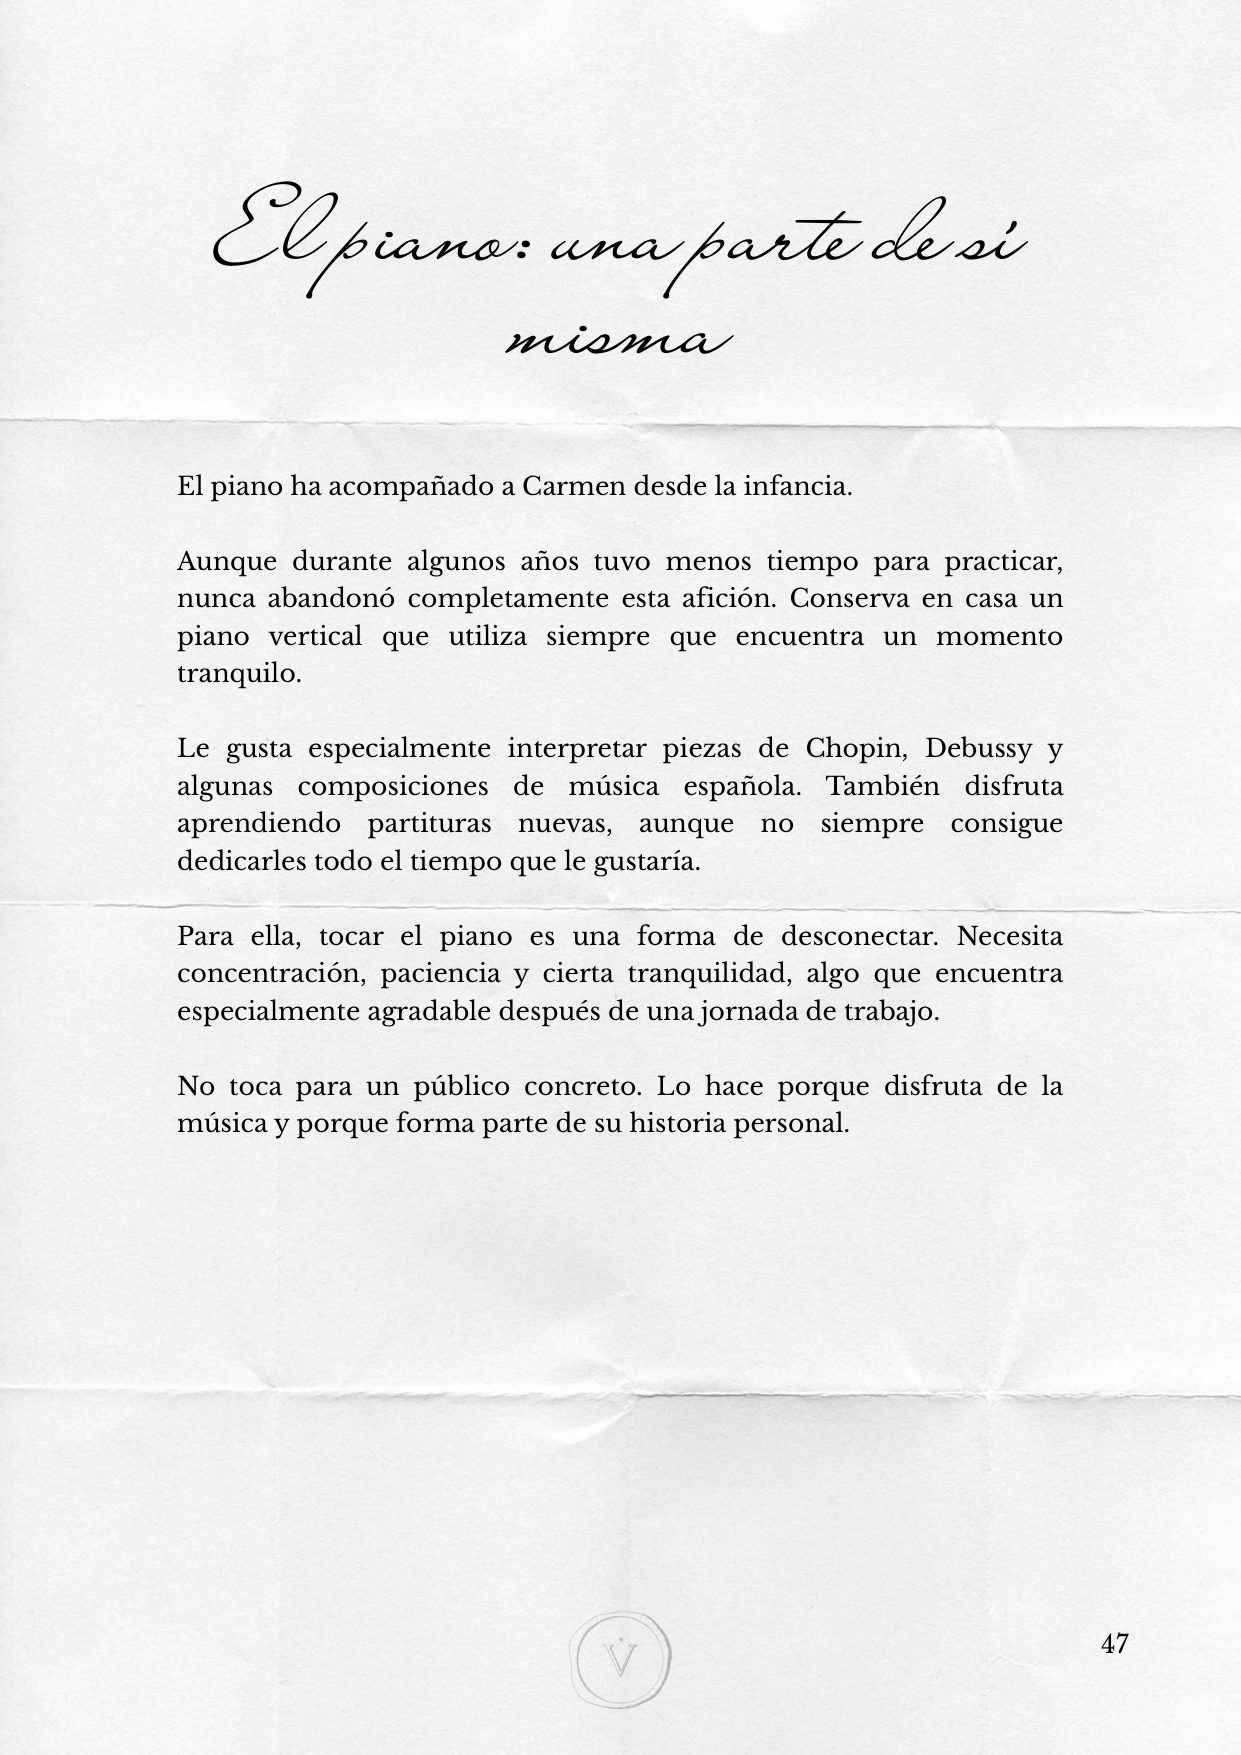 El piano: una parte de sí
misma
El piano ha acompañado a Carmen desde la infancia.
Aunque durante algunos años tuvo menos tiempo para practicar,
nunca abandonó completamente esta afición. Conserva en casa un
piano vertical que utiliza siempre que encuentra un momento
tranquilo.
Le gusta especialmente interpretar piezas de Chopin, Debussy y
algunas composiciones de música española. También disfruta
aprendiendo partituras nuevas, aunque no siempre consigue
dedicarles todo el tiempo que le gustaría.
Para ella, tocar el piano es una forma de desconectar. Necesita
concentración, paciencia y cierta tranquilidad, algo que encuentra
especialmente agradable después de una jornada de trabajo.
No toca para un público concreto. Lo hace porque disfruta de la
música y porque forma parte de su historia personal.
V
47